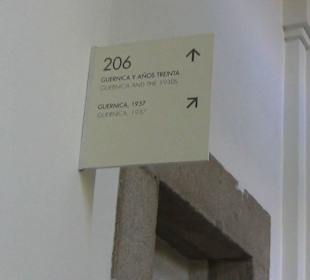 206
GUERNICA Y AÑOS TREINTA
GUERNICA AND THE 1930S
GUERNICA, 1937
GUERNICA, 1937